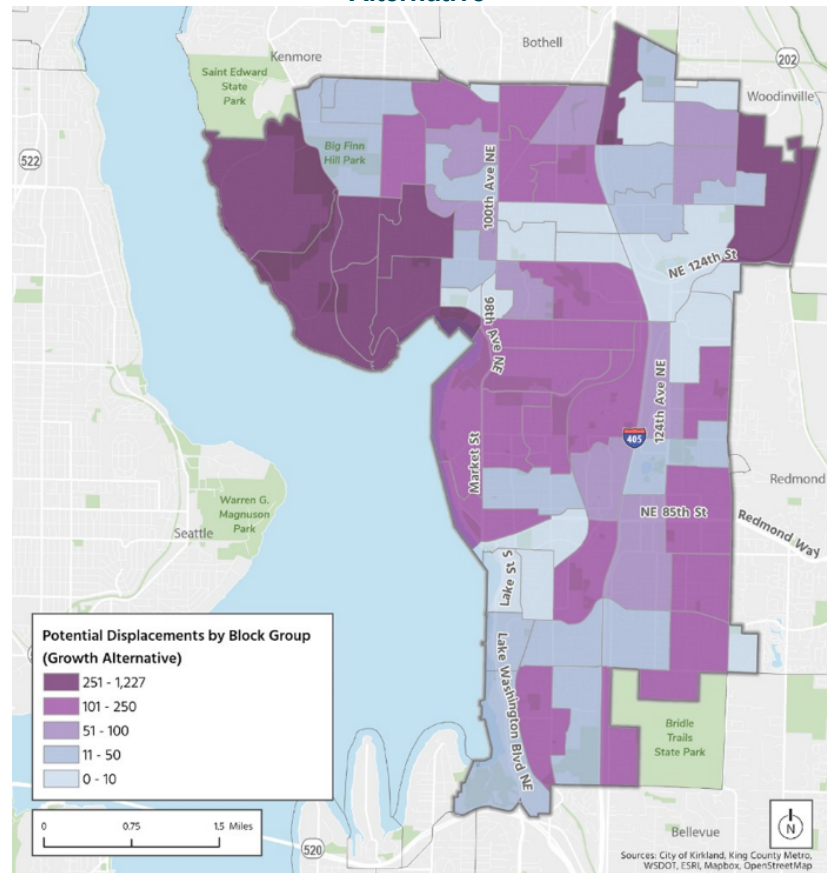 Alternative
Kenmore
Bothell
202
Saint Edward
State
Park
Woodinville
522
Big Finn
Hill Park
100th Ave NE
NE 124th St
98th Ave NE
124th Ave NE
405
Market St
Redmond
Warren G.
Magnuson
Park
NE 85th St
Redmond Way
Seattle
Lake St S
Potential Displacements by Block Group
(Growth Alternative)
251 - 1,227
101 - 250
51 - 100
11 - 50
0 - 10
Lake Washington Blvd NE
Bridle
Trails
State Park
0 0.75 1.5 Miles
520
N
Bellevue
Sources: City of Kirkland, King County Metro,
WSDOT, ESRI, Mapbox, OpenStreetMap